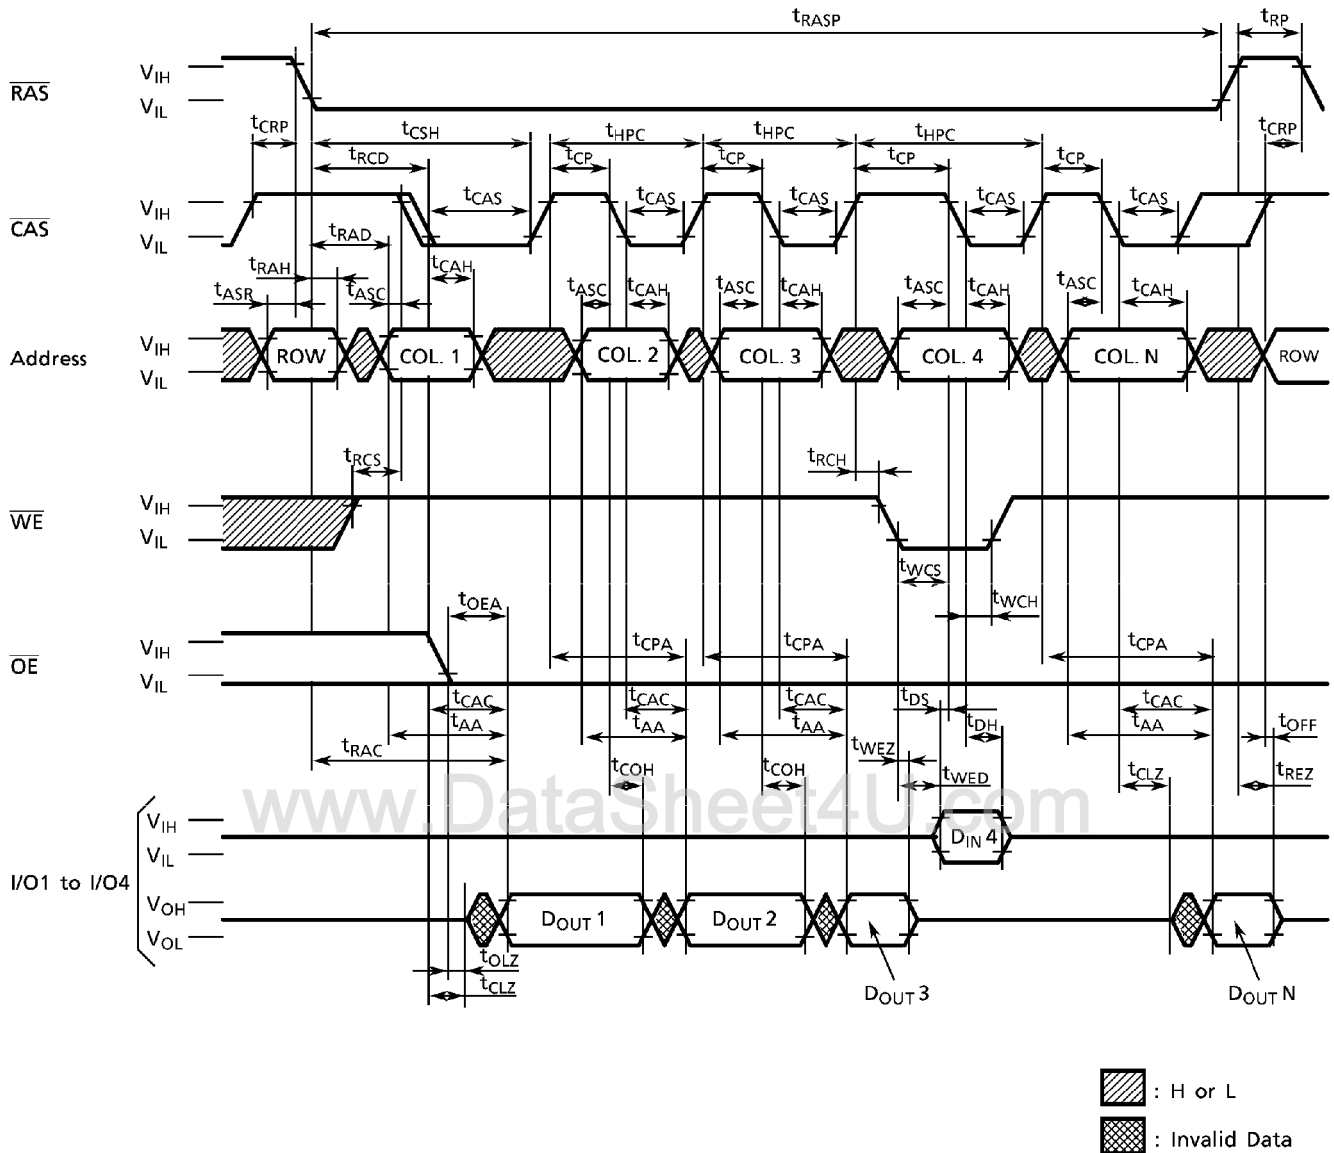 tRASP tRP
RAS VIH
VIL
tCRP tCSH tHPC tHPC tHPC tCRP
tRCD tCP tCP tCP tCP
CAS VIH tCAS tCAS tCAS tCAS tCAS
VIL
tRAD
tRAH tCAH
tASR tASC tASC tCAH tASC tCAH tASC tCAH tASC tCAH
Address VIH ROW COL. 1 COL. 2 COL. 3 COL. 4 COL. N ROW
VIL
tRCS tRCH
WE VIH
VIL
tWCS
tOEA tWCH
OE VIH tCPA tCPA tCPA
VIL
tCAC tCAC tCAC tDS tCAC
tAA tAA tAA tDH tAA tOFF
tRAC tWEZ
tCOH tCOH tWED tCLZ tREZ
www.DataSheet4U.com
VIH
DIN 4
VIL
I/O1 to I/O4
VOH DOUT 1 DOUT 2
VOL
tOLZ
tCLZ DOUT 3 DOUT N
: H or L
: Invalid Data